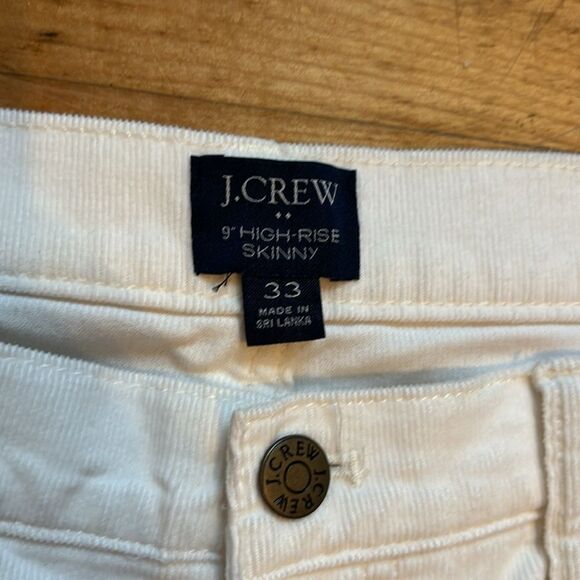 J.CREW
9" HIGH-RISE
SKINNY
33
MADE IN
SRI LANKA
J.CREW J.CREW